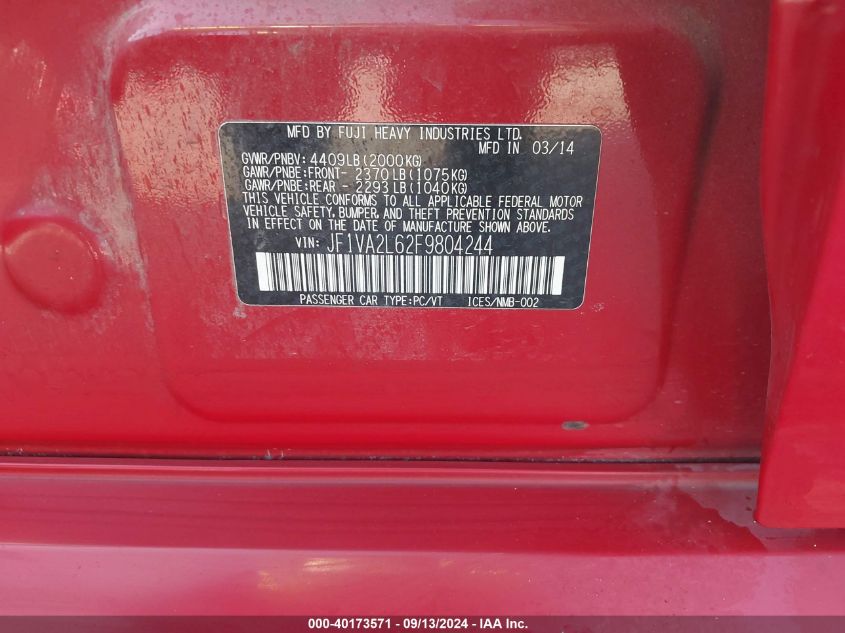 MFD BY FUJI HEAVY INDUSTRIES LTD.
MFD IN 03/14
GVWR/PNBV: 4409LB(2000KG)
GAWR/PNBE:FRONT- 2370LB(1075KG)
GAWR/PNBE:REAR - 2293LB(1040KG)
THIS VEHICLE CONFORMS TO ALL APPLICABLE FEDERAL MOTOR
VEHICLE SAFETY, BUMPER, AND THEFT PREVENTION STANDARDS
IN EFFECT ON THE DATE OF MANUFACTURE SHOWN ABOVE.
VIN: JF1VA2L62F9804244
PASSENGER CAR TYPE:PC/VT ICES/NMB-002
000-40173571 - 09/13/2024 - IAA Inc.